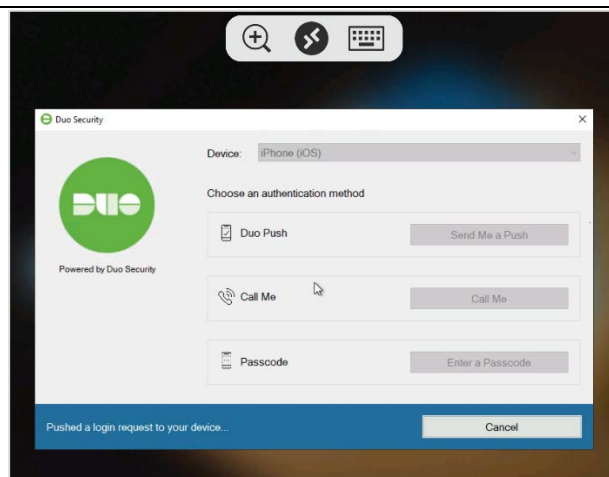 Duo Security
Device: iPhone (iOS)
Choose an authentication method
DUO
Duo Push
Send Me a Push
Powered by Duo Security
Call Me
Call Me
Passcode
Enter a Passcode
Pushed a login request to your device...
Cancel